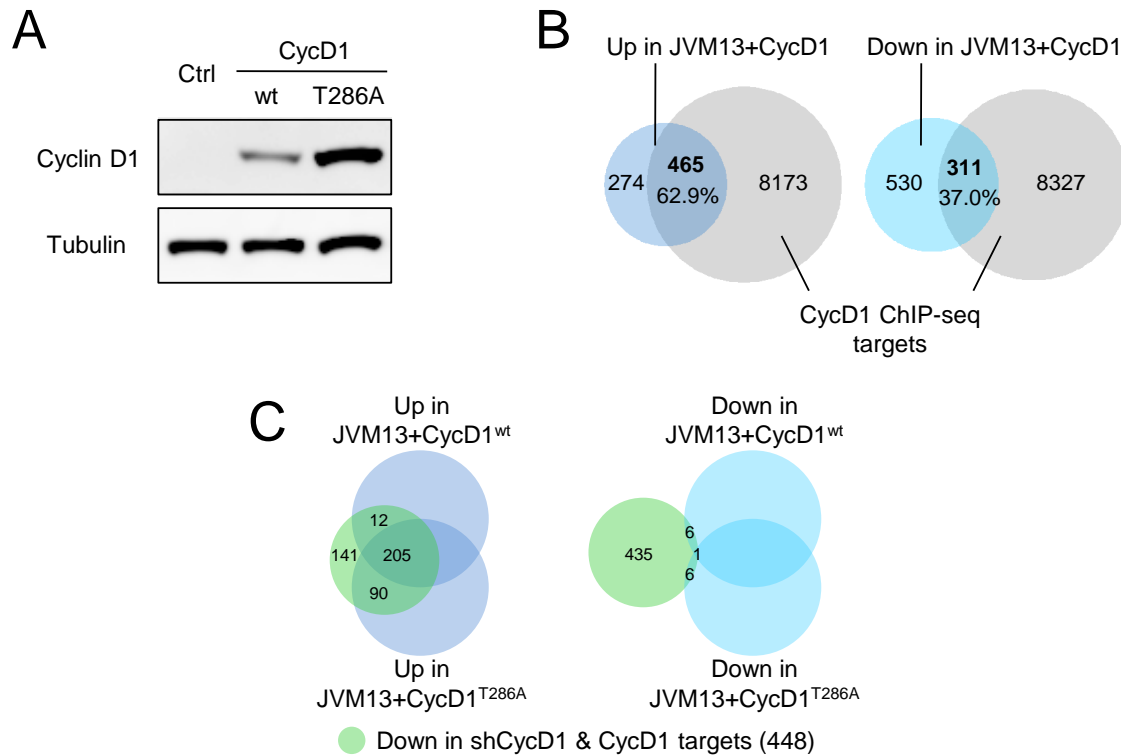 A
Ctrl
CycD1
wt
T286A
Cyclin D1
Tubulin
B
Up in JVM13+CycD1
Down in JVM13+CycD1
274
465
62.9%
8173
530
311
37.0%
8327
CycD1 ChIP-seq
targets
C
Up in
JVM13+CycD1wt
Down in
JVM13+CycD1wt
12
141
205
90
6
435
1
6
Up in
JVM13+CycD1T286A
Down in
JVM13+CycD1T286A
Down in shCycD1 & CycD1 targets (448)